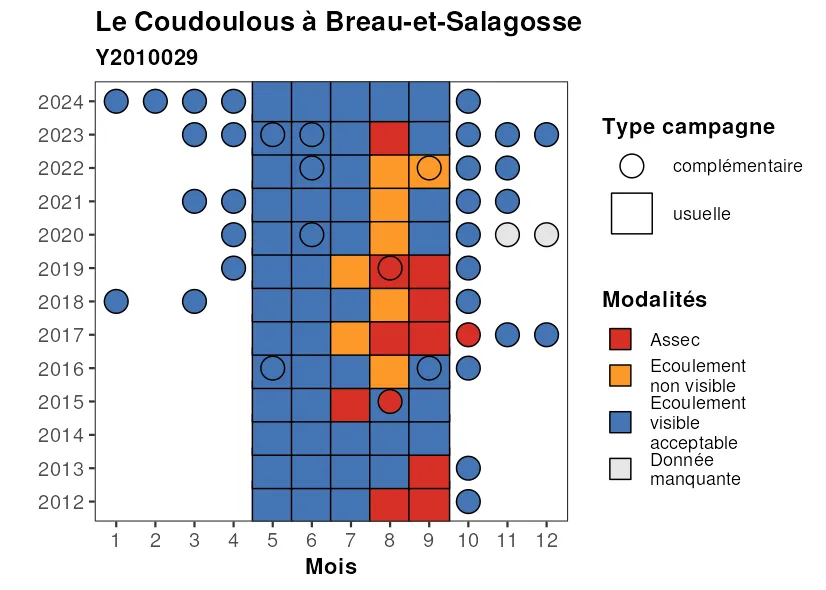 Le Coudoulous à Breau-et-Salagosse
Y2010029
2024
2023
2022
2021
2020
2019
2018
2017
2016
2015
2014
2013
2012
1 2 3 4 5 6 7 8 9 10 11 12
Mois
Type campagne
complémentaire
usuelle
Modalités
Assec
Ecoulement
non visible
Ecoulement
visible
acceptable
Donnée
manquante